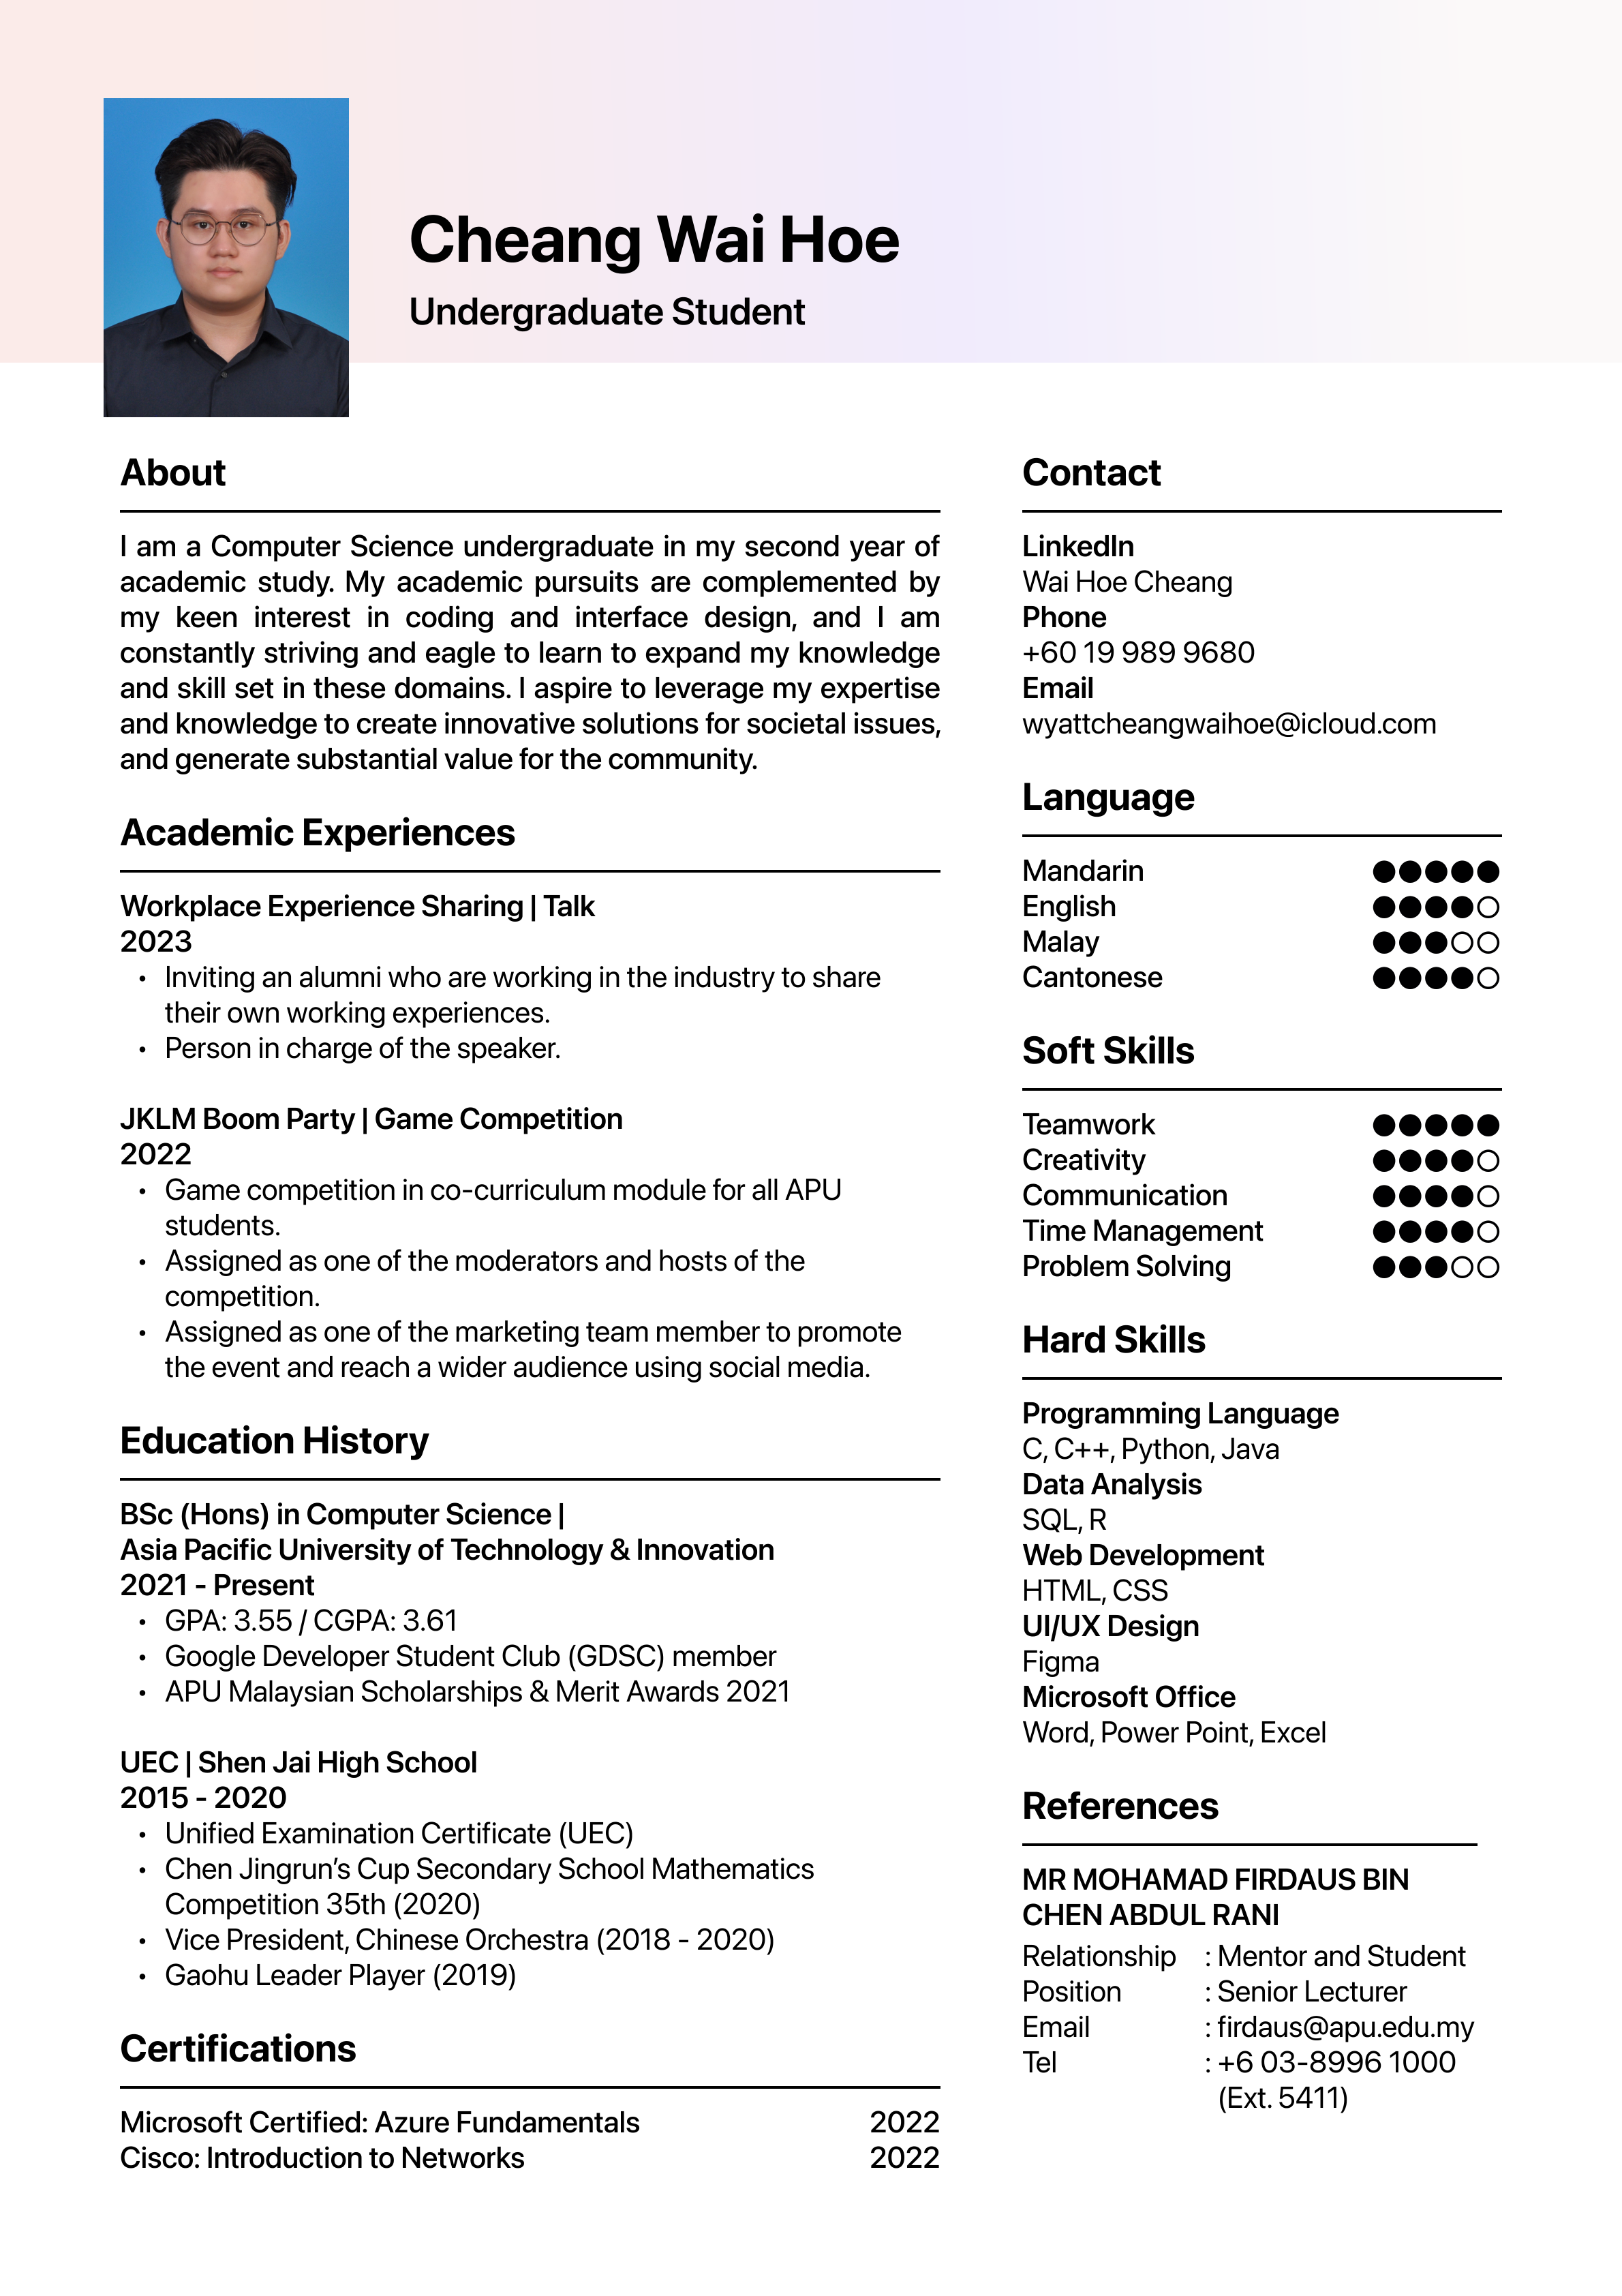 Cheang Wai Hoe
Undergraduate Student
About
I am a Computer Science undergraduate in my second year of
academic study. My academic pursuits are complemented by
my keen interest in coding and interface design, and I am
constantly striving and eagle to learn to expand my knowledge
and skill set in these domains. I aspire to leverage my expertise
and knowledge to create innovative solutions for societal issues,
and generate substantial value for the community.
Academic Experiences
Workplace Experience Sharing | Talk
2023
• Inviting an alumni who are working in the industry to share
their own working experiences.
• Person in charge of the speaker.
JKLM Boom Party | Game Competition
2022
• Game competition in co-curriculum module for all APU
students.
• Assigned as one of the moderators and hosts of the
competition.
• Assigned as one of the marketing team member to promote
the event and reach a wider audience using social media.
Education History
BSc (Hons) in Computer Science |
Asia Pacific University of Technology & Innovation
2021 - Present
• GPA: 3.55 / CGPA: 3.61
• Google Developer Student Club (GDSC) member
• APU Malaysian Scholarships & Merit Awards 2021
UEC | Shen Jai High School
2015 - 2020
• Unified Examination Certificate (UEC)
• Chen Jingrun’s Cup Secondary School Mathematics
Competition 35th (2020)
• Vice President, Chinese Orchestra (2018 - 2020)
• Gaohu Leader Player (2019)
Certifications
Microsoft Certified: Azure Fundamentals 2022
Cisco: Introduction to Networks 2022
Contact
LinkedIn
Wai Hoe Cheang
Phone
+60 19 989 9680
Email
wyattcheangwaihoe@icloud.com
Language
Mandarin
English
Malay
Cantonese
Soft Skills
Teamwork
Creativity
Communication
Time Management
Problem Solving
Hard Skills
Programming Language
C, C++, Python, Java
Data Analysis
SQL, R
Web Development
HTML, CSS
UI/UX Design
Figma
Microsoft Office
Word, Power Point, Excel
References
MR MOHAMAD FIRDAUS BIN
CHEN ABDUL RANI
Relationship : Mentor and Student
Position : Senior Lecturer
Email : firdaus@apu.edu.my
Tel : +6 03-8996 1000
(Ext. 5411)